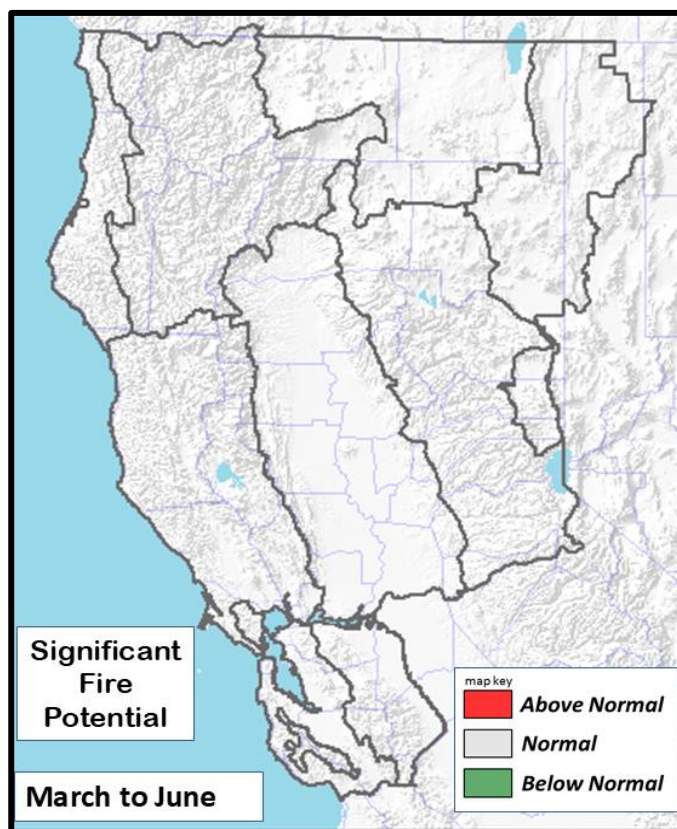 Significant
Fire
Potential
March to June
map key
Above Normal
Normal
Below Normal